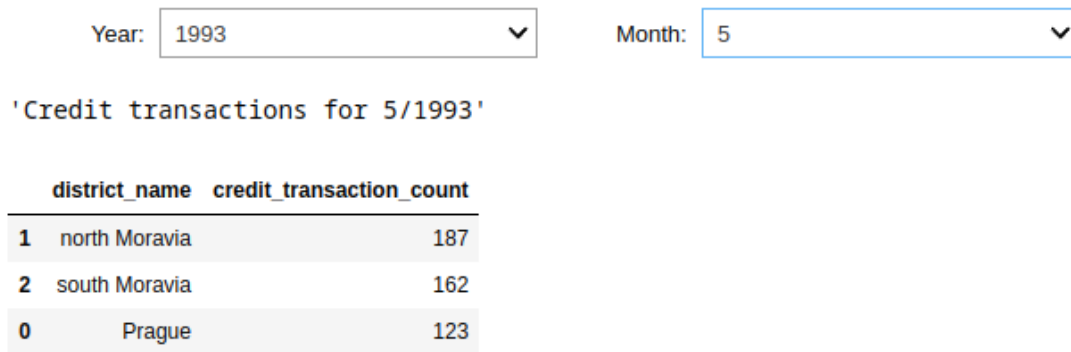 Year: 1993 Month: 5
'Credit transactions for 5/1993'
district_name credit_transaction_count
1 north Moravia 187
2 south Moravia 162
0 Prague 123